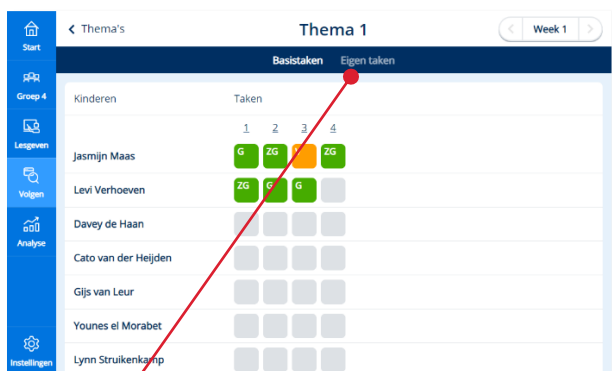 Start
Groep 4
Lesgeven
Volgen
Analyse
Instellingen
Thema's
Thema 1
Week 1
Basistaken Eigen taken
Kinderen Taken
1 2 3 4
Jasmijn Maas G ZG ZG
Levi Verhoeven ZG G G
Davey de Haan
Cato van der Heijden
Gijs van Leur
Younes el Morabet
Lynn Struikenkamp